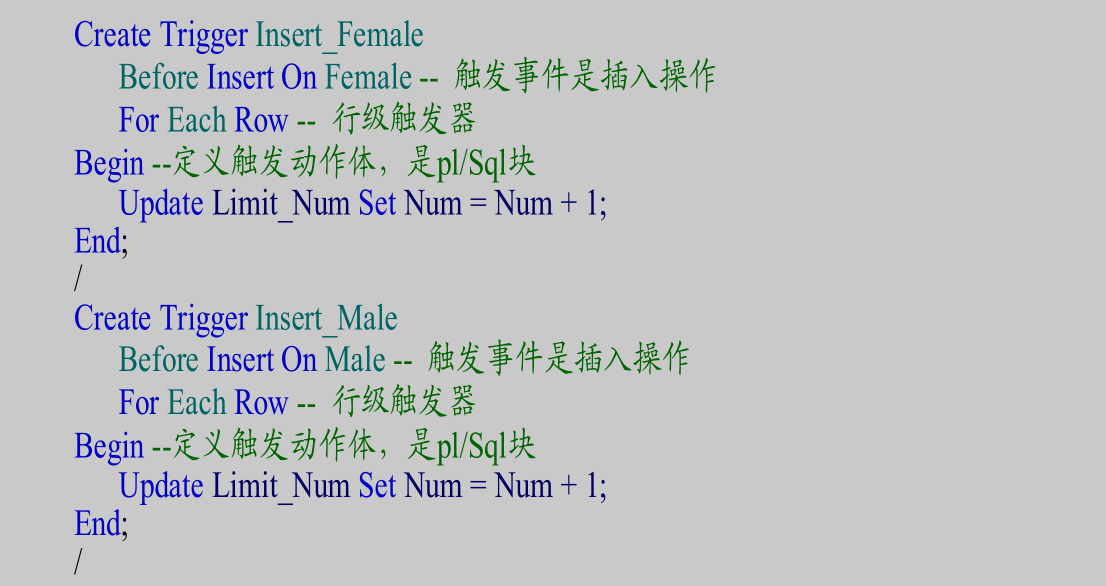 Create Trigger Insert_Female
Before Insert On Female -- 触发事件是插入操作
For Each Row -- 行级触发器
Begin --定义触发动作体，是pl/Sql块
Update Limit_Num Set Num = Num + 1;
End;
/
Create Trigger Insert_Male
Before Insert On Male -- 触发事件是插入操作
For Each Row -- 行级触发器
Begin --定义触发动作体，是pl/Sql块
Update Limit_Num Set Num = Num + 1;
End;
/